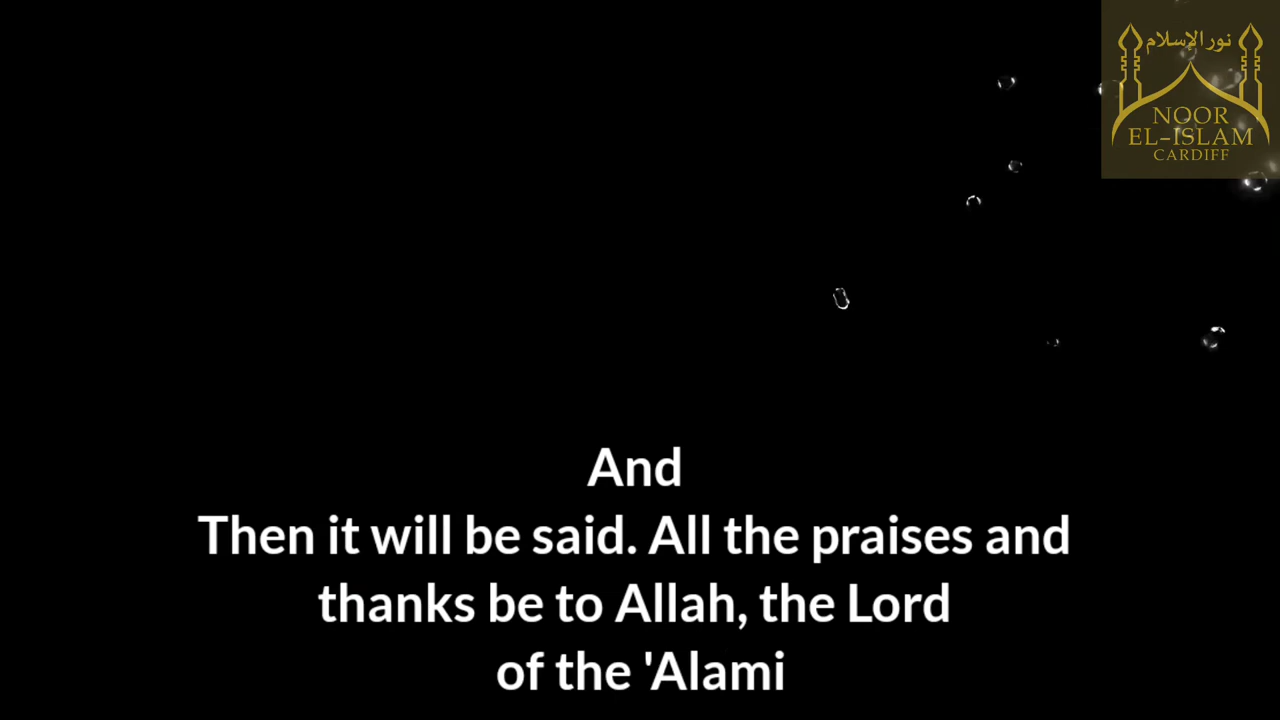 نور الإسلام
NOOR
EL-ISLAM
CARDIFF
And
Then it will be said. All the praises and
thanks be to Allah, the Lord
of the 'Alami